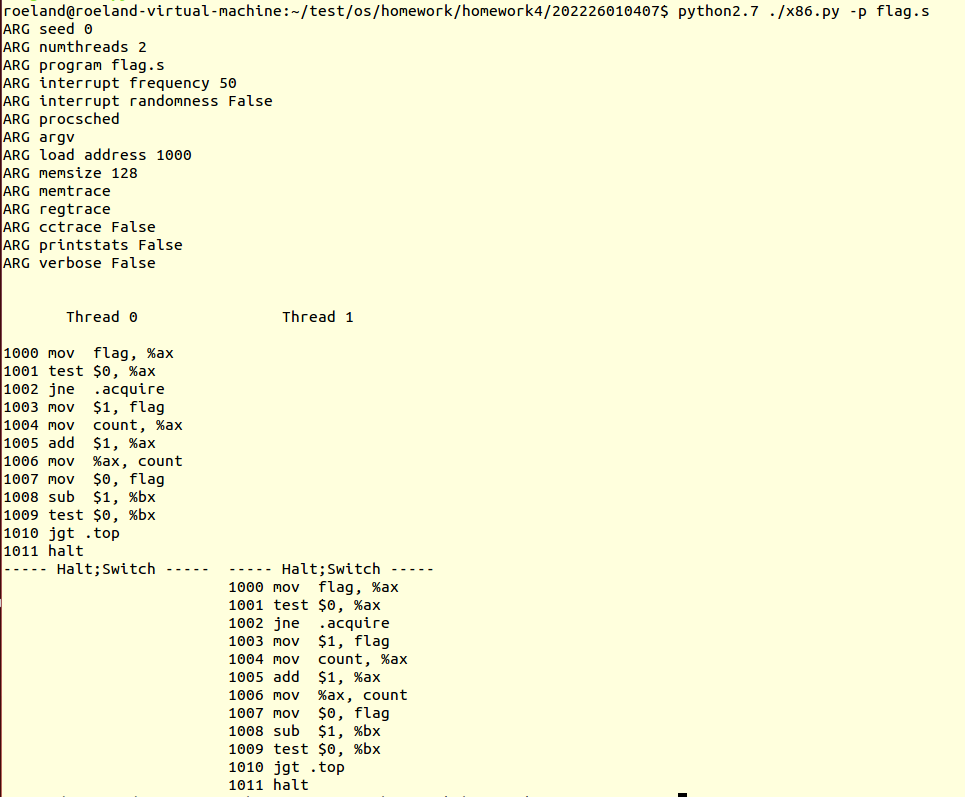 roeland@roeland-virtual-machine:~/test/os/homework/homework4/202226010407$ python2.7 ./x86.py -p flag.s
ARG seed 0
ARG numthreads 2
ARG program flag.s
ARG interrupt frequency 50
ARG interrupt randomness False
ARG procsched
ARG argv
ARG load address 1000
ARG memsize 128
ARG memtrace
ARG regtrace
ARG cctrace False
ARG printstats False
ARG verbose False
Thread 0                Thread 1
1000 mov  flag, %ax
1001 test $0, %ax
1002 jne  .acquire
1003 mov  $1, flag
1004 mov  count, %ax
1005 add  $1, %ax
1006 mov  %ax, count
1007 mov  $0, flag
1008 sub  $1, %bx
1009 test $0, %bx
1010 jgt .top
1011 halt
----- Halt;Switch -----  ----- Halt;Switch -----
1000 mov  flag, %ax
1001 test $0, %ax
1002 jne  .acquire
1003 mov  $1, flag
1004 mov  count, %ax
1005 add  $1, %ax
1006 mov  %ax, count
1007 mov  $0, flag
1008 sub  $1, %bx
1009 test $0, %bx
1010 jgt .top
1011 halt